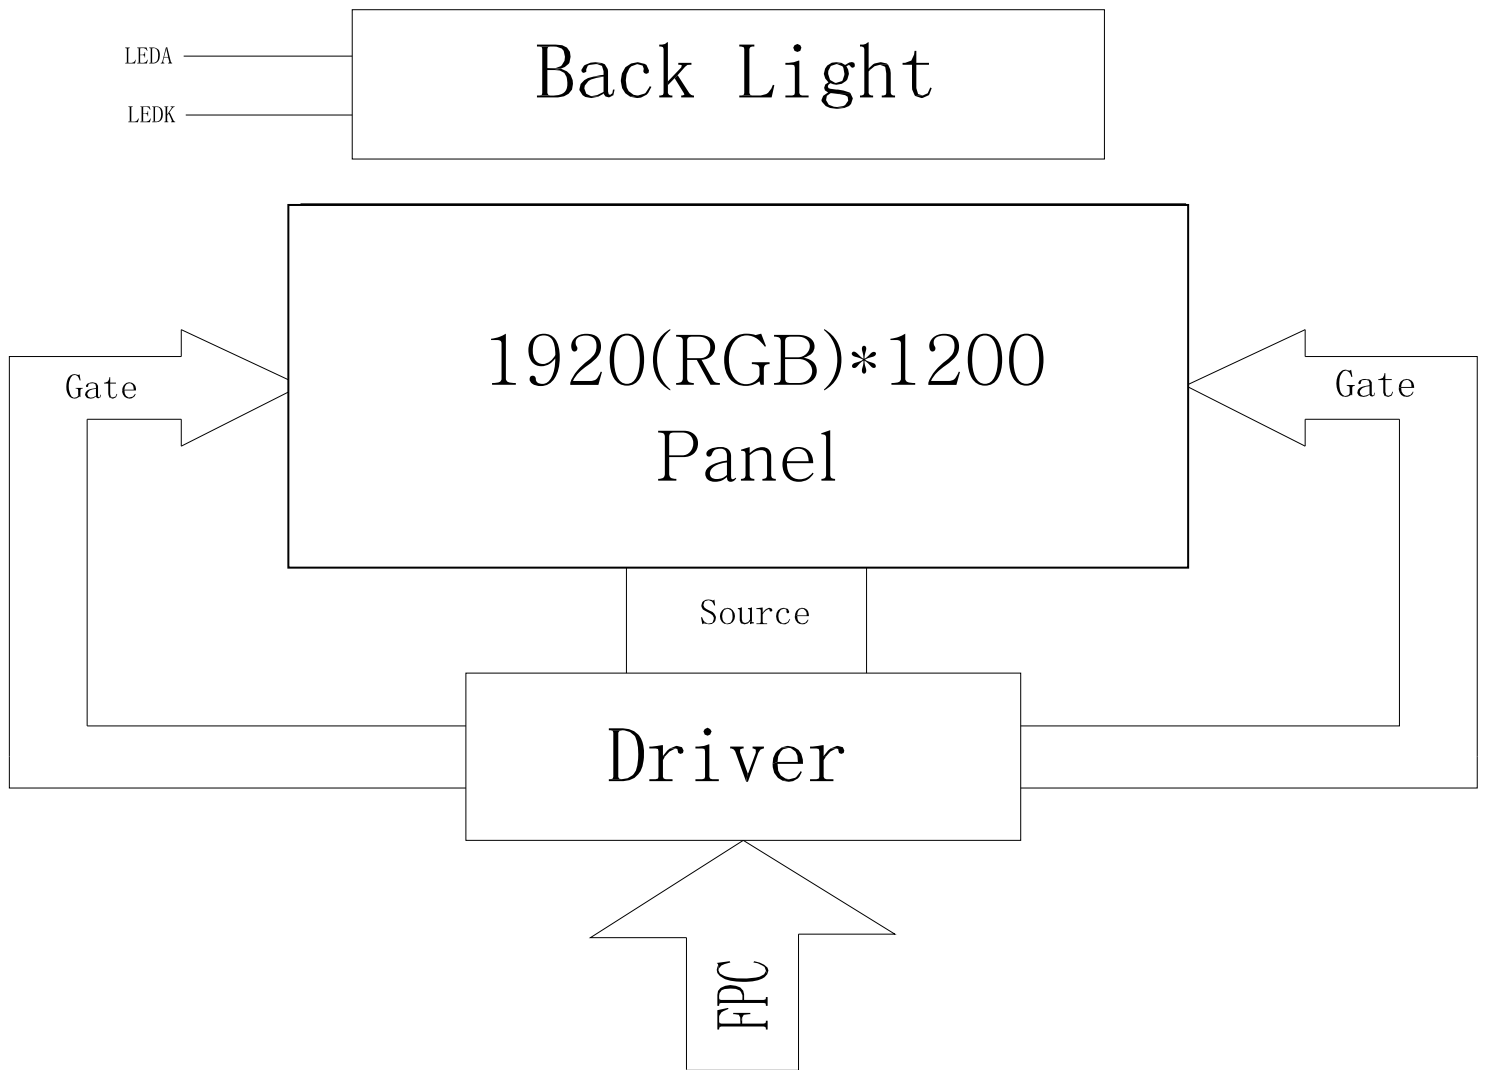 LEDA
Back Light
LEDK
1920(RGB)*1200
Gate
Gate
Panel
Source
Driver
FPC